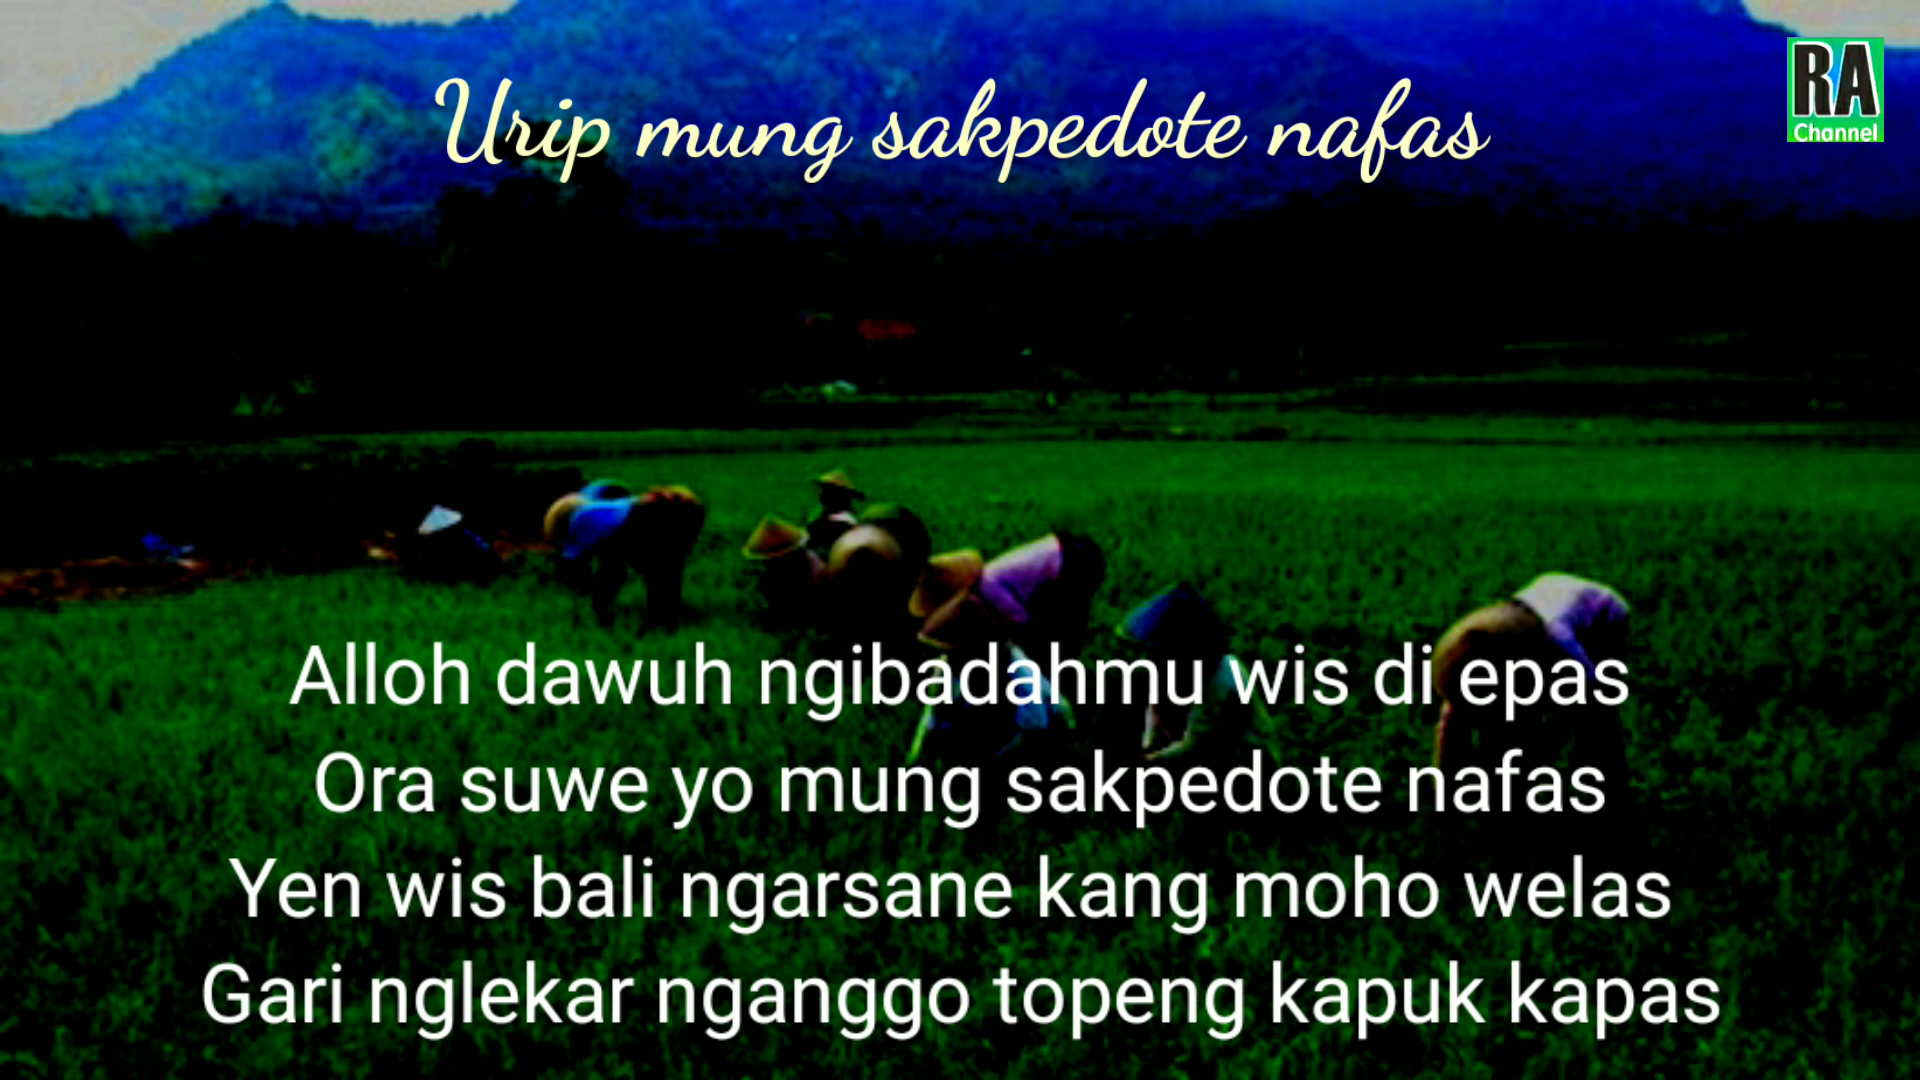 Urip mung sakpedote nafas
RA
Channel
Alloh dawuh ngibadahmu wis di epas
Ora suwe yo mung sakpedote nafas
Yen wis bali ngarsane kang moho welas
Gari nglekar nganggo topeng kapuk kapas